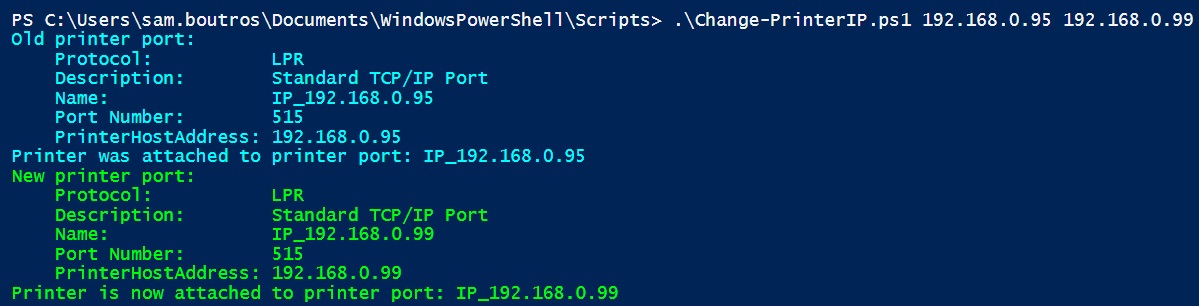 PS C:\Users\sam.boutros\Documents\WindowsPowerShell\Scripts> .\Change-PrinterIP.ps1 192.168.0.95 192.168.0.99
Old printer port:
    Protocol:           LPR
    Description:        Standard TCP/IP Port
    Name:               IP_192.168.0.95
    Port Number:        515
    PrinterHostAddress: 192.168.0.95
Printer was attached to printer port: IP_192.168.0.95
New printer port:
    Protocol:           LPR
    Description:        Standard TCP/IP Port
    Name:               IP_192.168.0.99
    Port Number:        515
    PrinterHostAddress: 192.168.0.99
Printer is now attached to printer port: IP_192.168.0.99